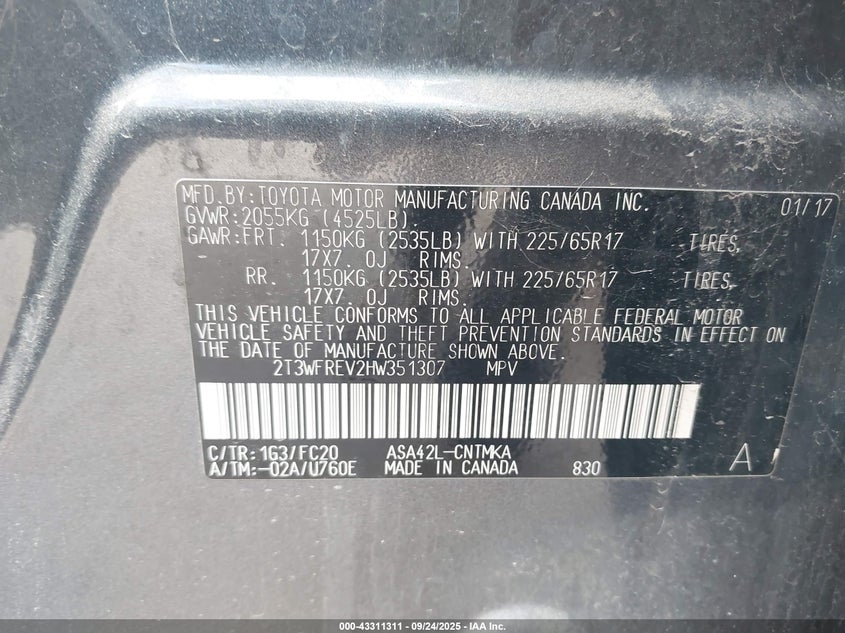 MFD.BY:TOYOTA MOTOR MANUFACTURING CANADA INC. 01/17
GVWR:2055KG (4525LB).
GAWR:FRT. 1150KG (2535LB) WITH 225/65R17 TIRES,
17X7.0J RIMS.
RR. 1150KG (2535LB) WITH 225/65R17 TIRES,
17X7.0J RIMS.
THIS VEHICLE CONFORMS TO ALL APPLICABLE FEDERAL MOTOR
VEHICLE SAFETY AND THEFT PREVENTION STANDARDS IN EFFECT ON
THE DATE OF MANUFACTURE SHOWN ABOVE.
2T3WFREV2HW351307 MPV
C/TR:1G3/FC20 ASA42L-CNTMKA
A/TM:-02A/U760E MADE IN CANADA 830 A
000-43311311 - 09/24/2025 - IAA Inc.